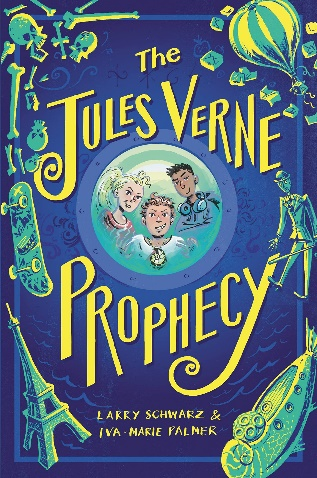 The
JULES VERNE
PROPHECY
LARRY SCHWARZ &
IVA-MARIE PALMER